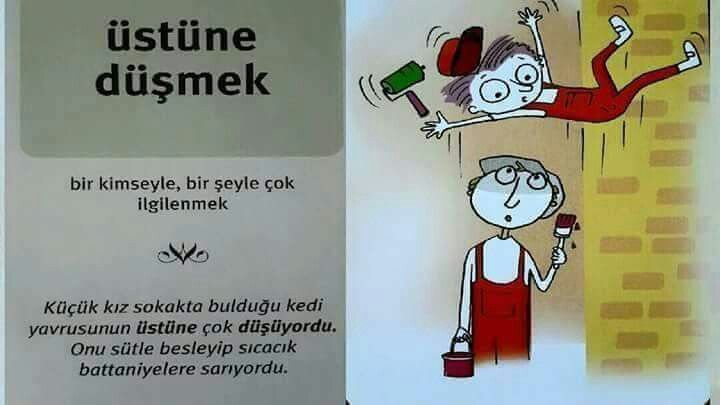 üstüne
düşmek
bir kimseyle, bir şeyle çok
ilgilenmek
Küçük kız sokakta bulduğu kedi
yavrusunun üstüne çok düşüyordu.
Onu sütle besleyip sıcacık
battaniyelere sarıyordu.